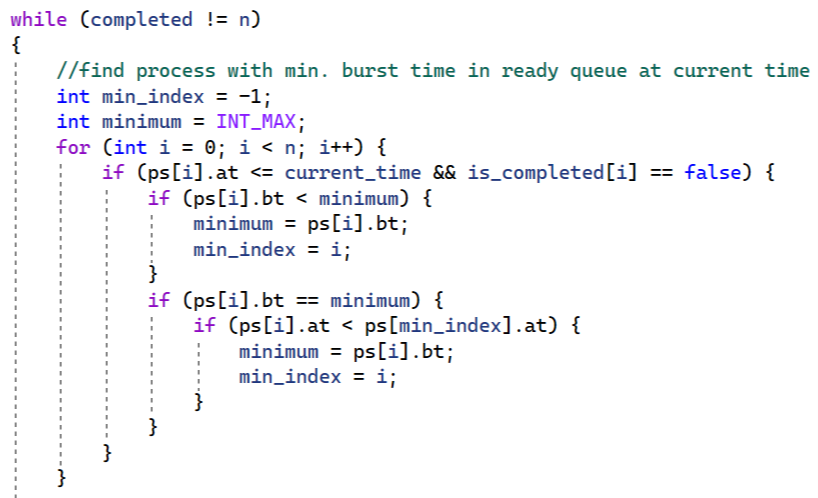 while (completed != n)
{
    //find process with min. burst time in ready queue at current time
    int min_index = -1;
    int minimum = INT_MAX;
    for (int i = 0; i < n; i++) {
        if (ps[i].at <= current_time && is_completed[i] == false) {
            if (ps[i].bt < minimum) {
                minimum = ps[i].bt;
                min_index = i;
            }
            if (ps[i].bt == minimum) {
                if (ps[i].at < ps[min_index].at) {
                    minimum = ps[i].bt;
                    min_index = i;
                }
            }
        }
    }